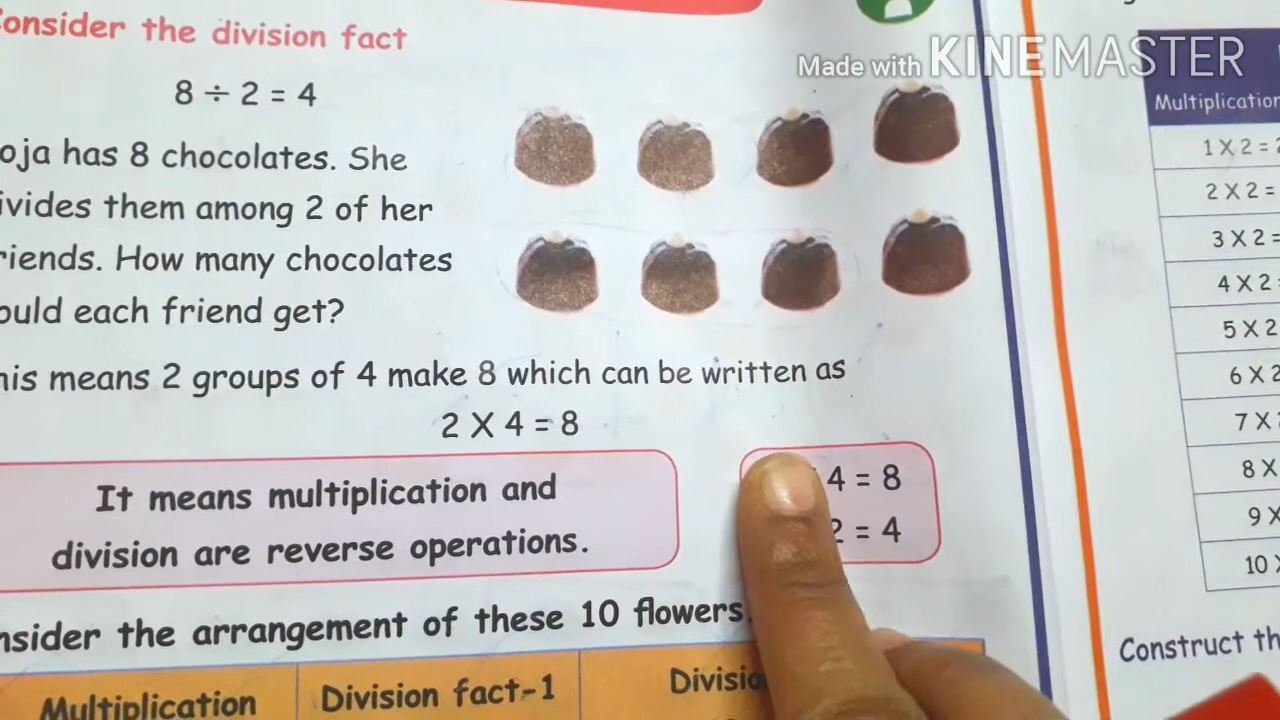 Consider the division fact
8 ÷ 2 = 4
oja has 8 chocolates. She
ivides them among 2 of her
riends. How many chocolates
ould each friend get?
his means 2 groups of 4 make 8 which can be written as
2 X 4 = 8
It means multiplication and
division are reverse operations.
4 = 8
2 = 4
nsider the arrangement of these 10 flowers.
Multiplication
Division fact-1
Divisio
Made with KINEMASTER
Multiplication
1 X 2 = 2
2 X 2 =
3 X 2 =
4 X 2 =
5 X 2
6 X 2
7 X
8 X
9 X
10 X
Construct th